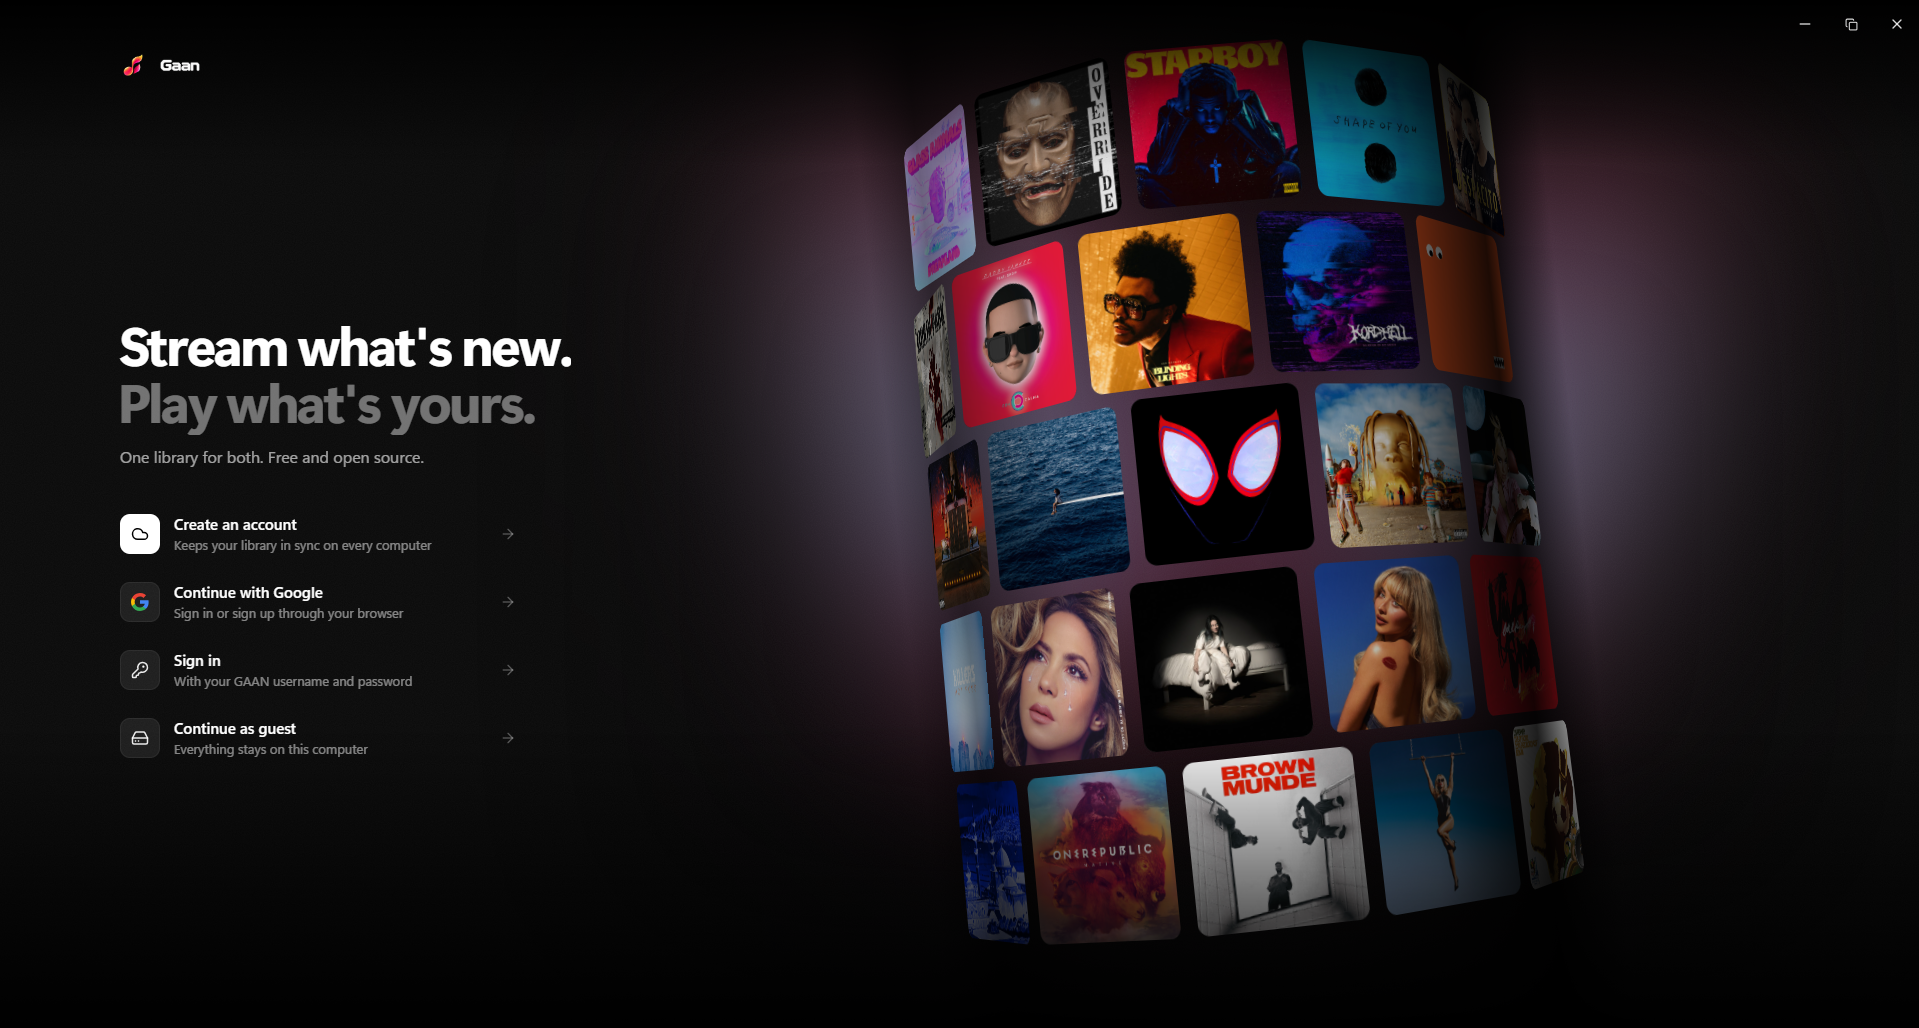 Gaan
Stream what's new.
Play what's yours.
One library for both. Free and open source.
Create an account
Keeps your library in sync on every computer
Continue with Google
Sign in or sign up through your browser
Sign in
With your GAAN username and password
Continue as guest
Everything stays on this computer
OVERRIDE
STARBOY
SHAPE OF YOU
BLINDING
LIGHTS
KORDHELL
ONEREPUBLIC
BROWN
MUNDE